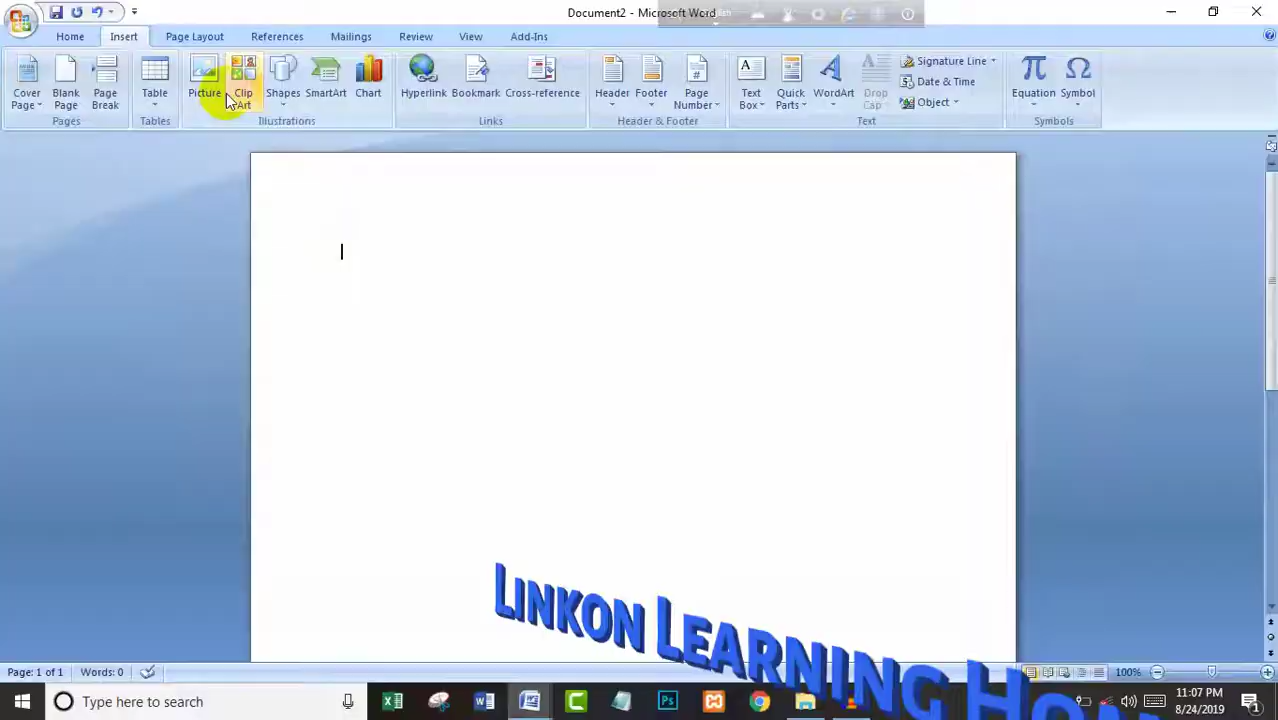 Document2 - Microsoft Word
Home Insert Page Layout References Mailings Review View Add-Ins
Cover Page
Blank Page
Page Break
Table
Picture
Clip Art
Shapes
SmartArt
Chart
Hyperlink
Bookmark
Cross-reference
Header
Footer
Page Number
Text Box
Quick Parts
WordArt
Drop Cap
Signature Line
Date & Time
Object
Equation
Symbol
Pages Tables Illustrations Links Header & Footer Text Symbols
LINKON LEARNING
Page: 1 of 1 Words: 0 100%
Type here to search
11:07 PM
8/24/2019